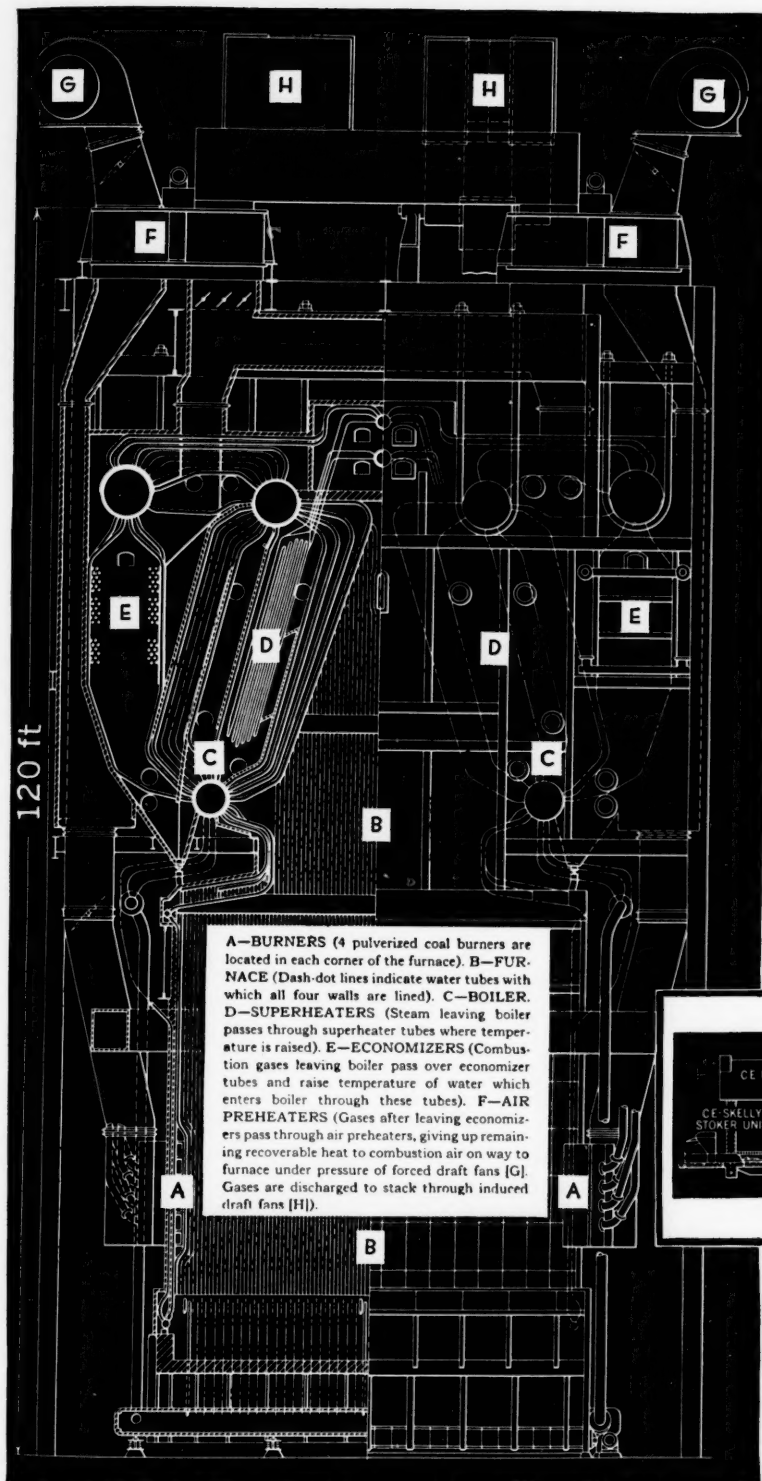 G
H
H
G
F
F
E
D
D
E
C
C
120 ft
B
A—BURNERS (4 pulverized coal burners are
located in each corner of the furnace). B—FUR-
NACE (Dash-dot lines indicate water tubes with
which all four walls are lined). C—BOILER.
D—SUPERHEATERS (Steam leaving boiler
passes through superheater tubes where temper-
ature is raised). E—ECONOMIZERS (Combus-
tion gases leaving boiler pass over economizer
tubes and raise temperature of water which
enters boiler through these tubes). F—AIR
PREHEATERS (Gases after leaving economiz-
ers pass through air preheaters, giving up remain-
ing recoverable heat to combustion air on way to
furnace under pressure of forced draft fans [G].
Gases are discharged to stack through induced
draft fans [H]).
CE
CE-SKELLY
STOKER UNI
A
A
B